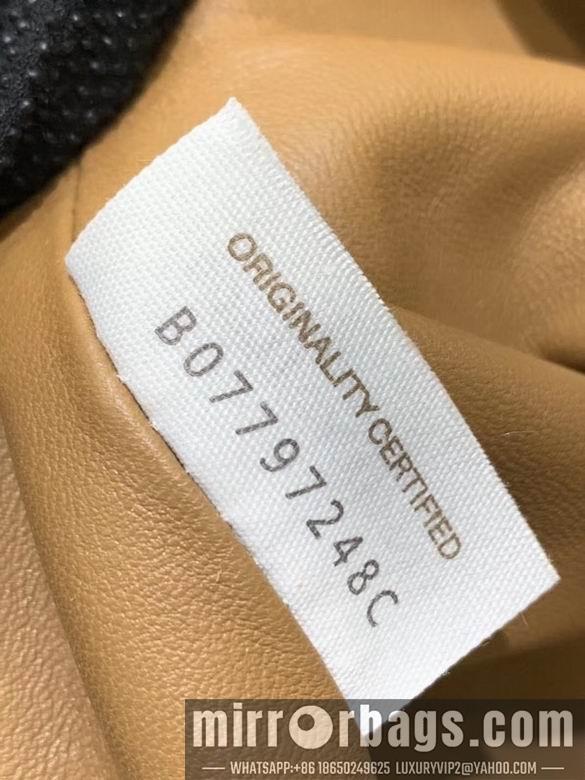 ORIGINALITY CERTIFIED
B07797248C
mirrorbags.com
WHATSAPP:+86 18650249625 LUXURYVIP2@YAHOO.COM